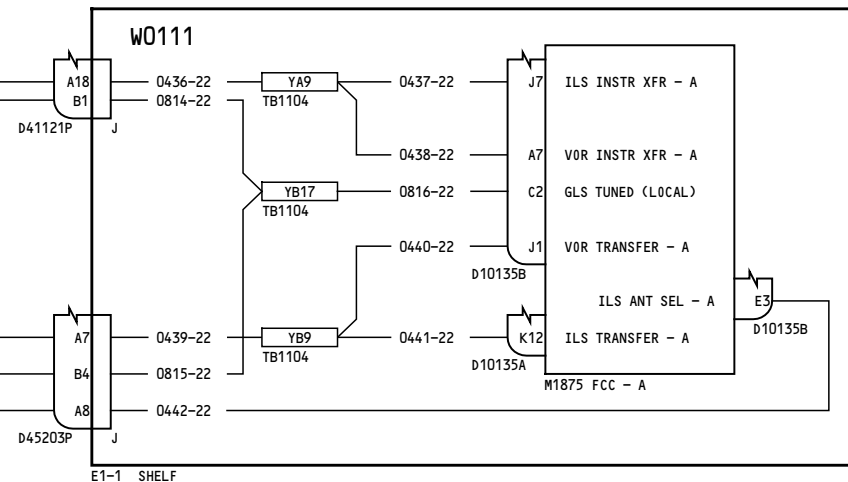 W0111
A18 0436-22 YA9 0437-22 J7 ILS INSTR XFR - A
B1 0814-22 TB1104
D41121P J
0438-22 A7 VOR INSTR XFR - A
YB17 0816-22 C2 GLS TUNED (LOCAL)
TB1104
0440-22 J1 VOR TRANSFER - A
D10135B
ILS ANT SEL - A E3
D10135B
A7 0439-22 YB9 0441-22 K12 ILS TRANSFER - A
TB1104
D10135A
B4 0815-22
M1875 FCC - A
A8 0442-22
D45203P J
E1-1 SHELF